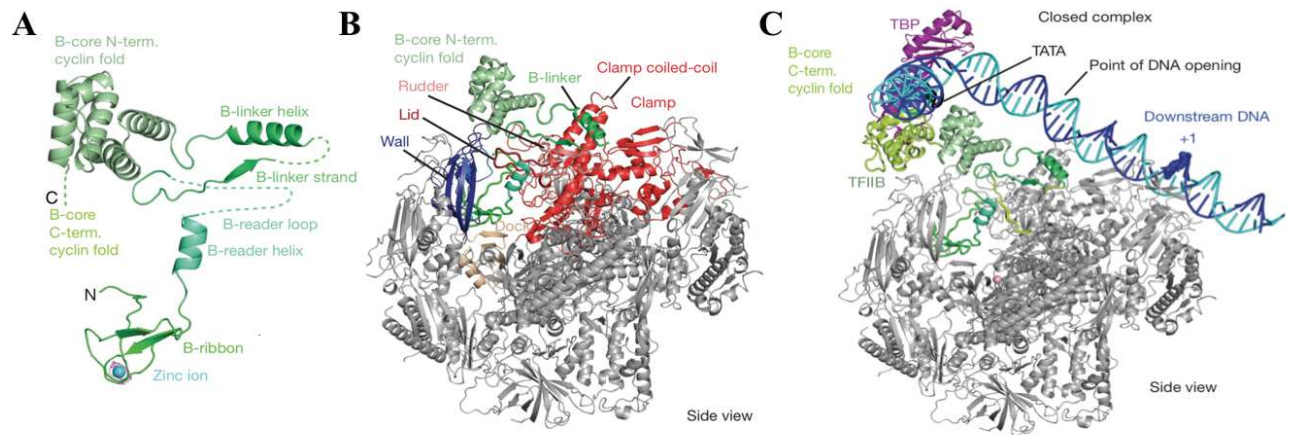 A
B-core N-term.
cyclin fold
B-linker helix
B-linker strand
C
B-core
C-term.
cyclin fold
B-reader loop
B-reader helix
N
B-ribbon
Zinc ion
B
B-core N-term.
cyclin fold
B-linker
Clamp coiled-coil
Rudder
Clamp
Lid
Wall
Dock
Side view
C
TBP
Closed complex
B-core
C-term.
cyclin fold
TATA
Point of DNA opening
Downstream DNA
+1
TFIIB
Side view